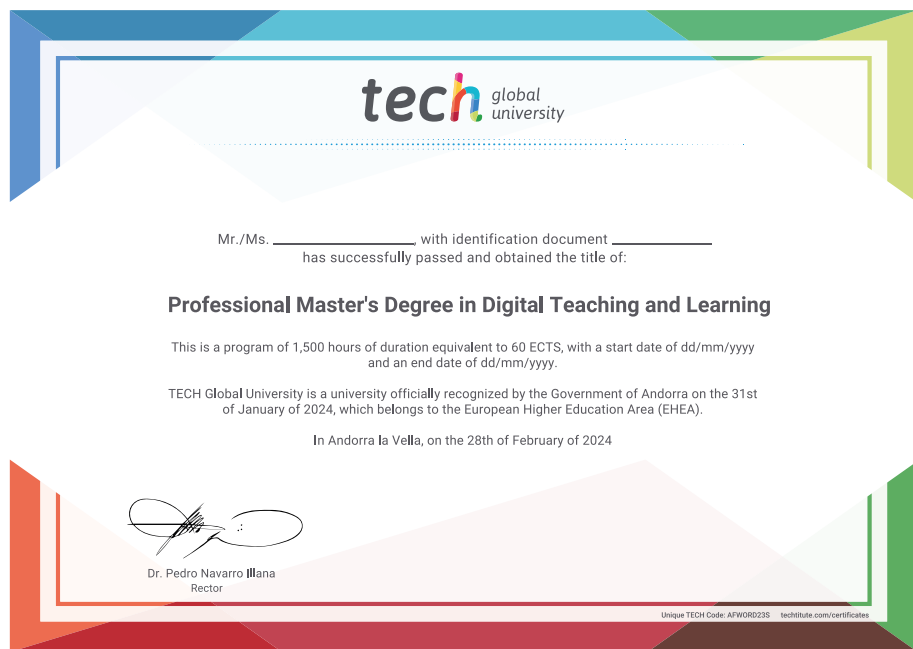 tech global university
Mr./Ms. ________________, with identification document ____________
has successfully passed and obtained the title of:
Professional Master's Degree in Digital Teaching and Learning
This is a program of 1,500 hours of duration equivalent to 60 ECTS, with a start date of dd/mm/yyyy
and an end date of dd/mm/yyyy.
TECH Global University is a university officially recognized by the Government of Andorra on the 31st
of January of 2024, which belongs to the European Higher Education Area (EHEA).
In Andorra la Vella, on the 28th of February of 2024
Dr. Pedro Navarro Illana
Rector
Unique TECH Code: AFWORD23S techtitute.com/certificates